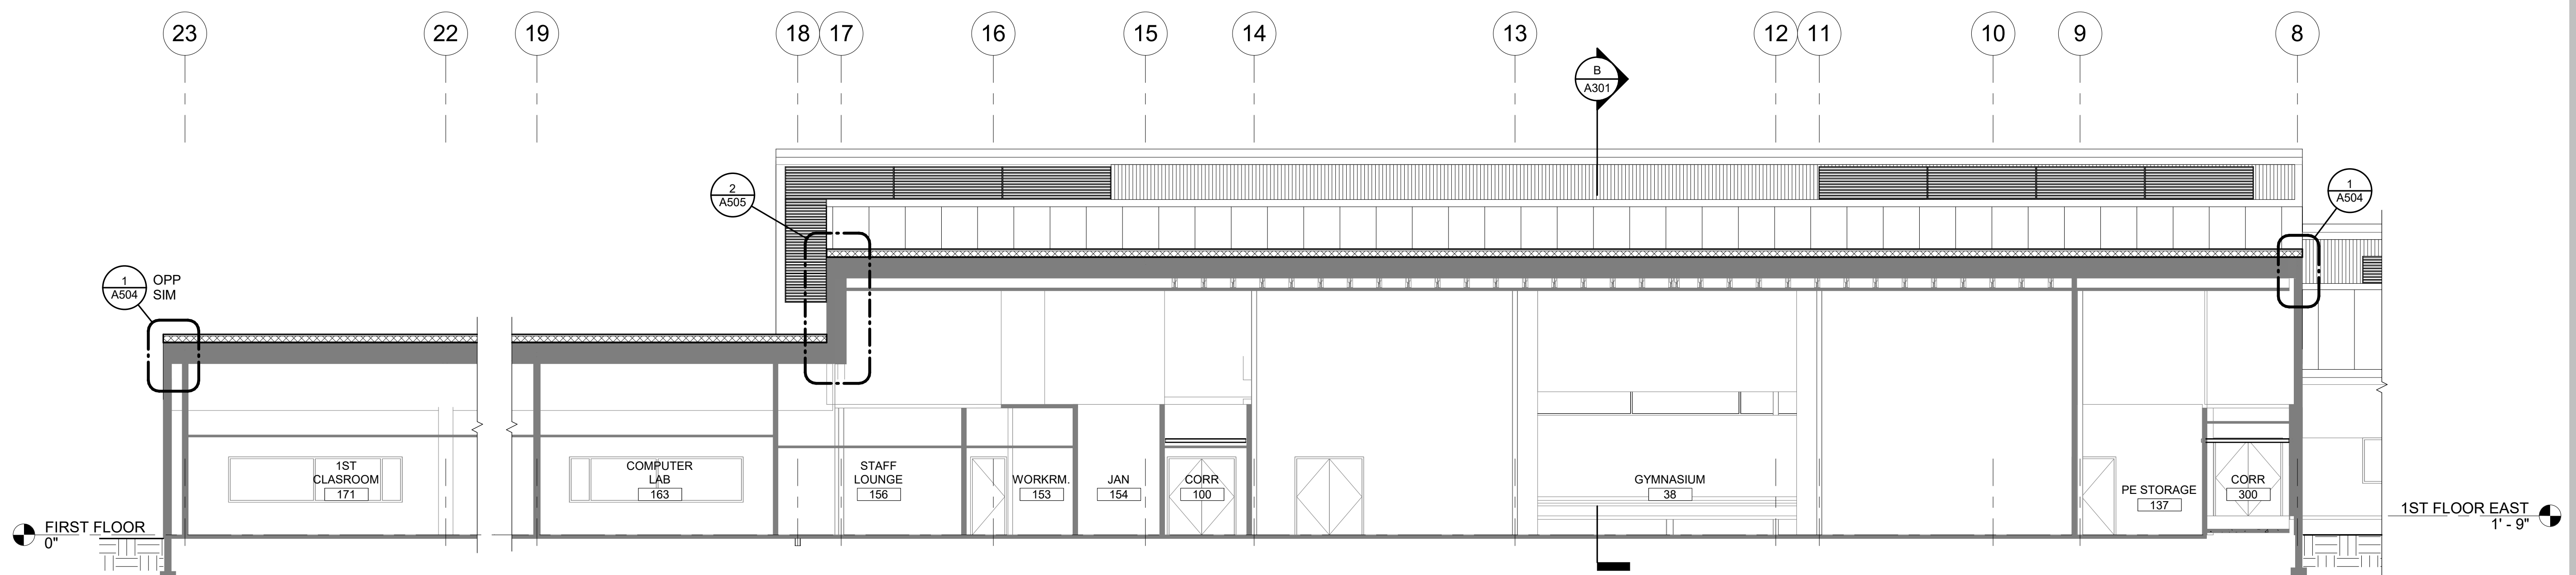 23
22
19
18
17
16
15
14
13
12
11
10
9
8
B
A301
2
A505
1
A504
1
A504
OPP
SIM
1ST
CLASROOM
171
COMPUTER
LAB
163
STAFF
LOUNGE
156
WORKRM.
153
JAN
154
CORR
100
GYMNASIUM
38
PE STORAGE
137
CORR
300
FIRST FLOOR
0"
1ST FLOOR EAST
1' - 9"